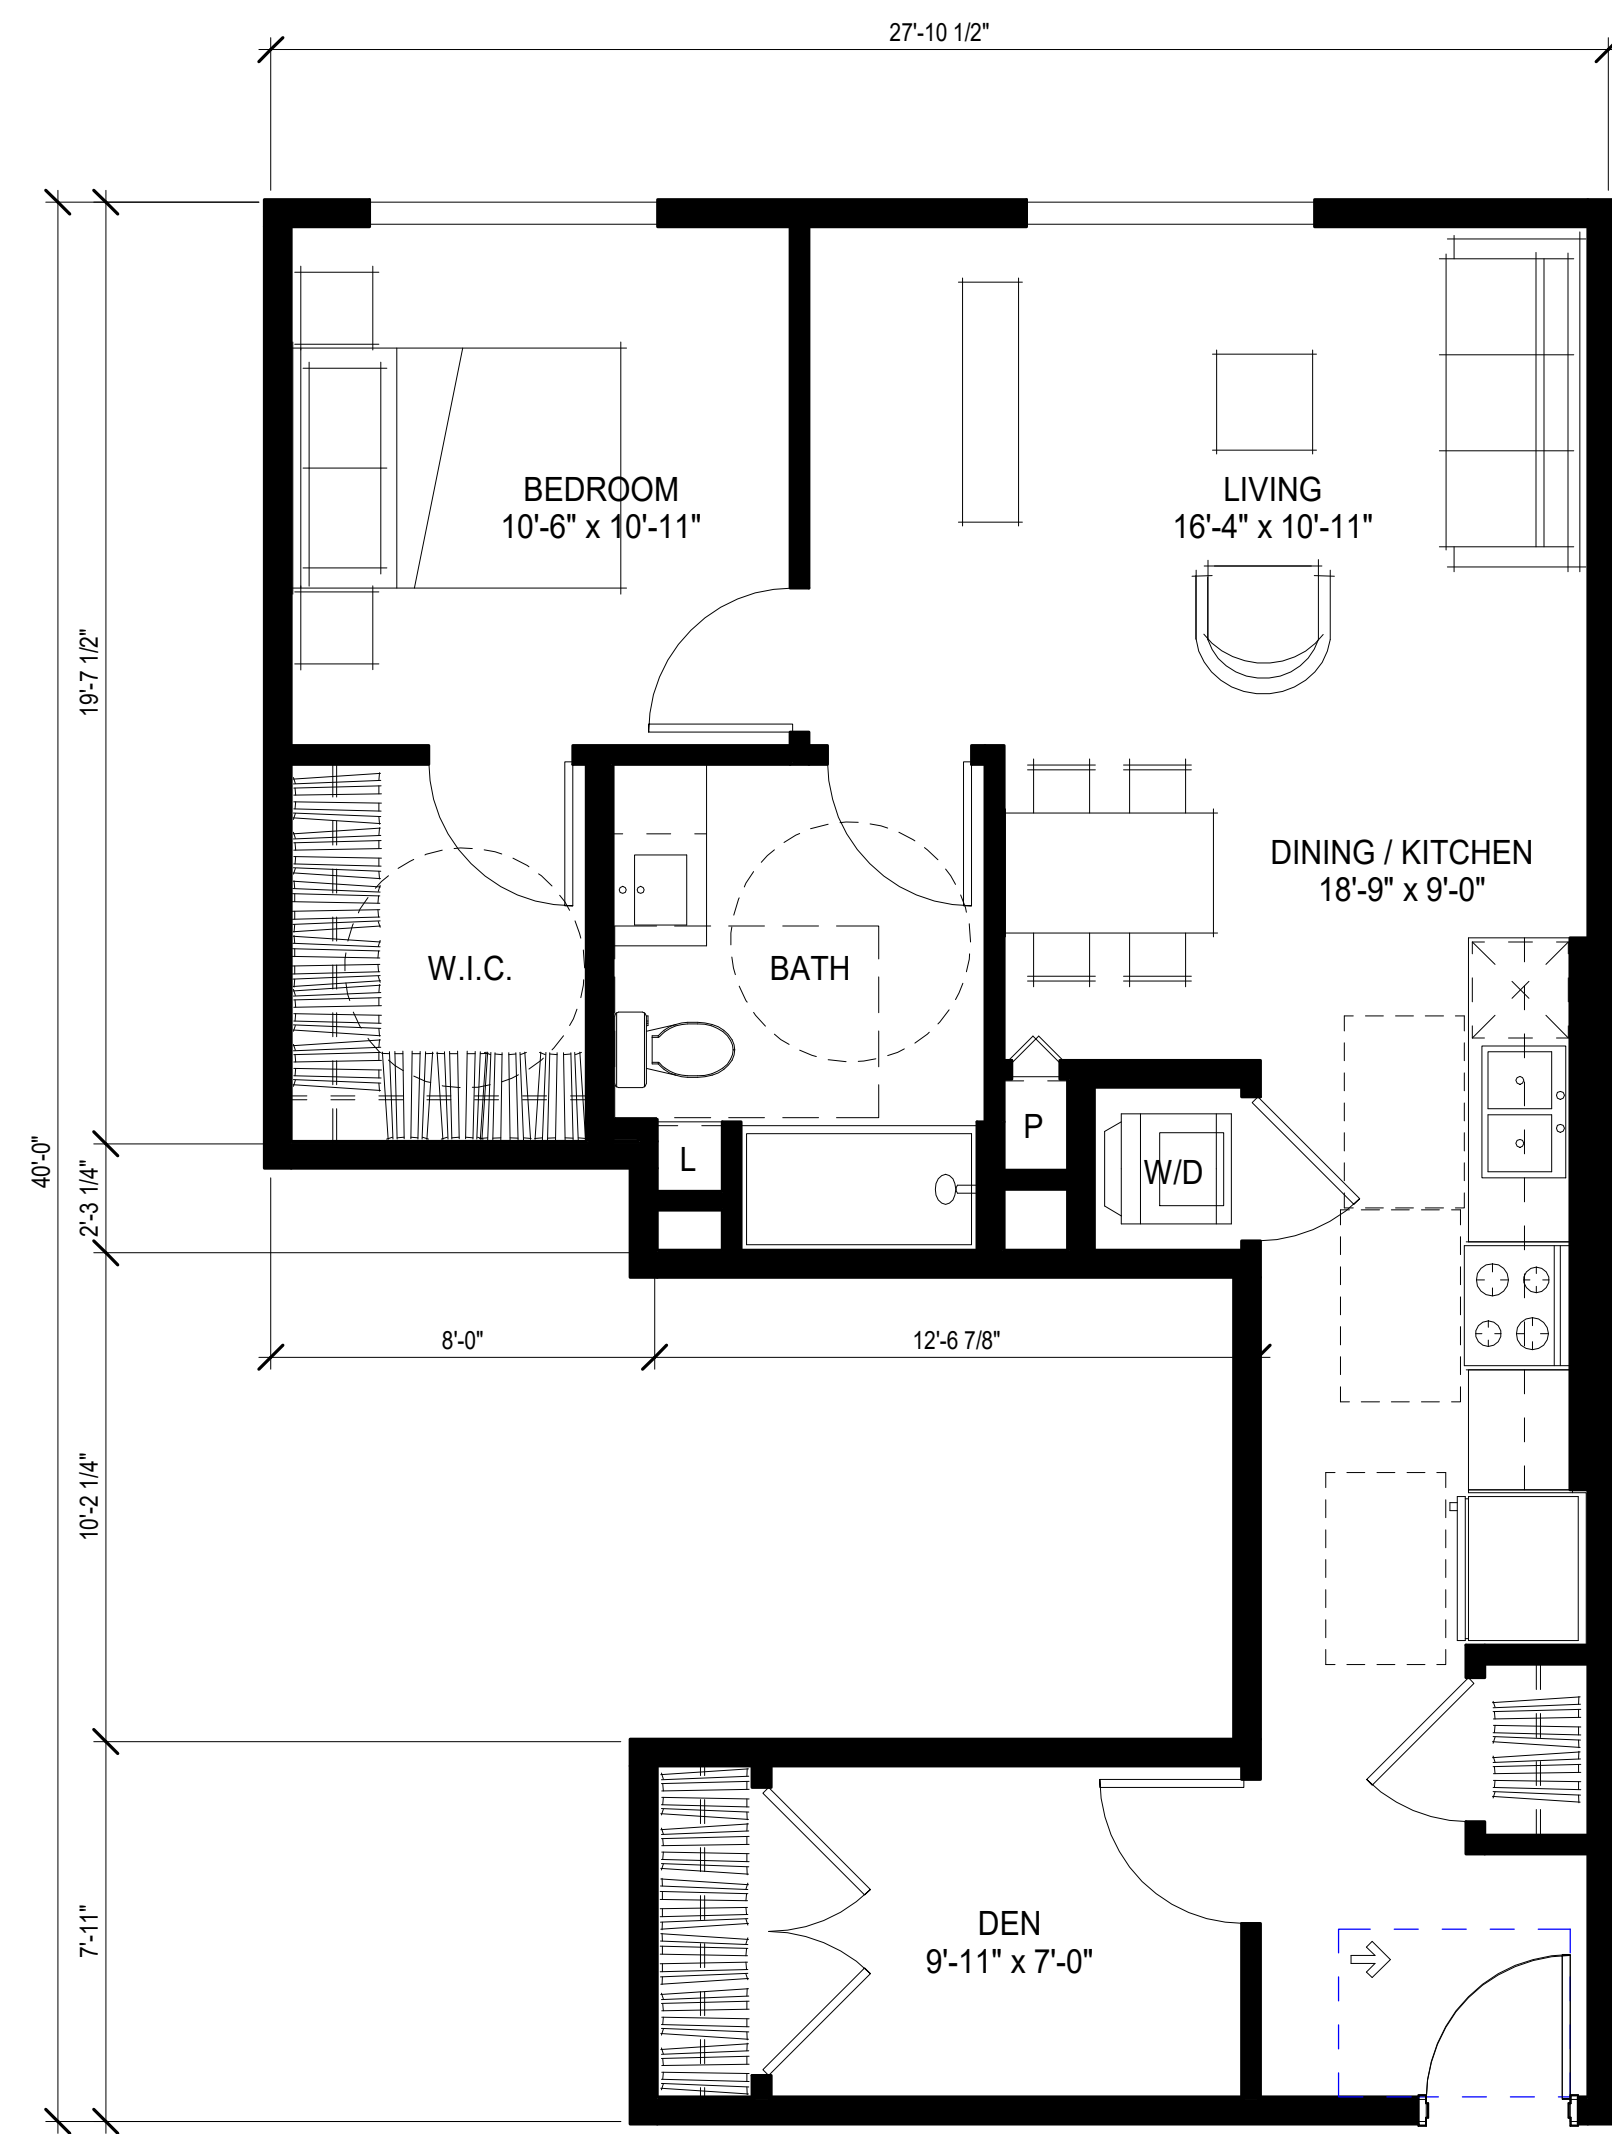 27'-10 1/2"
BEDROOM
10'-6" x 10'-11"
LIVING
16'-4" x 10'-11"
19'-7 1/2"
DINING / KITCHEN
18'-9" x 9'-0"
W.I.C.
BATH
P
L
W/D
40'-0"
2'-3 1/4"
8'-0"
12'-6 7/8"
10'-2 1/4"
7'-11"
DEN
9'-11" x 7'-0"